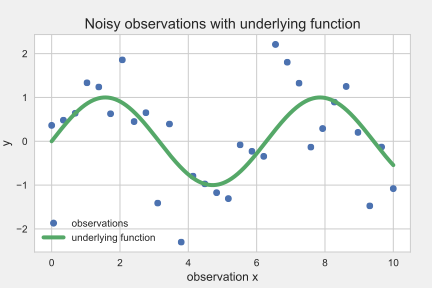 Noisy observations with underlying function
y
2
1
0
−1
−2
observations
underlying function
0 2 4 6 8 10
observation x